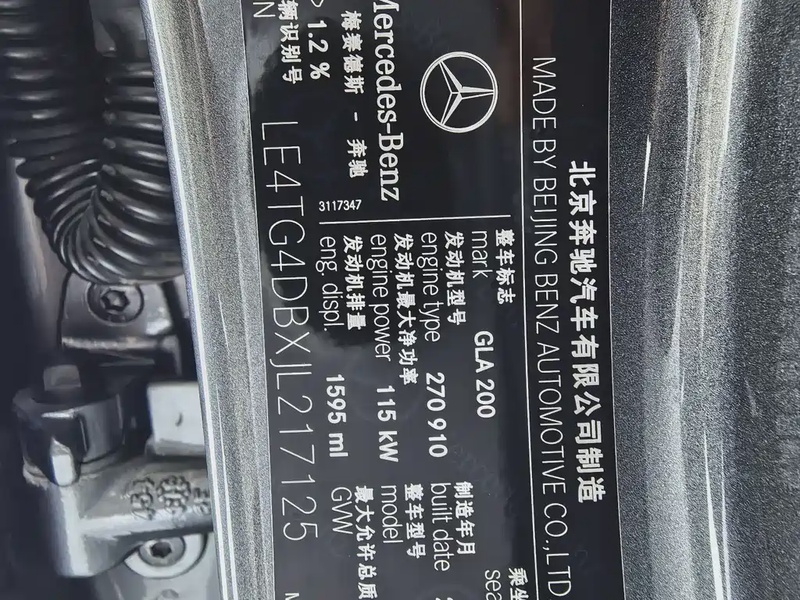 北京奔驰汽车有限公司制造
MADE BY BEIJING BENZ AUTOMOTIVE CO.,LTD
Mercedes-Benz
梅赛德斯 - 奔驰
3117347
1.2 %
整车标志
mark
GLA 200
发动机型号
engine type
270 910
发动机最大净功率
engine power
115 kW
发动机排量
eng. displ.
1595 ml
乘坐
sea
制造年月
built date
整车型号
model
最大允许总质
GVW
辆识别号
IN
LE4TG4DBXJL217125